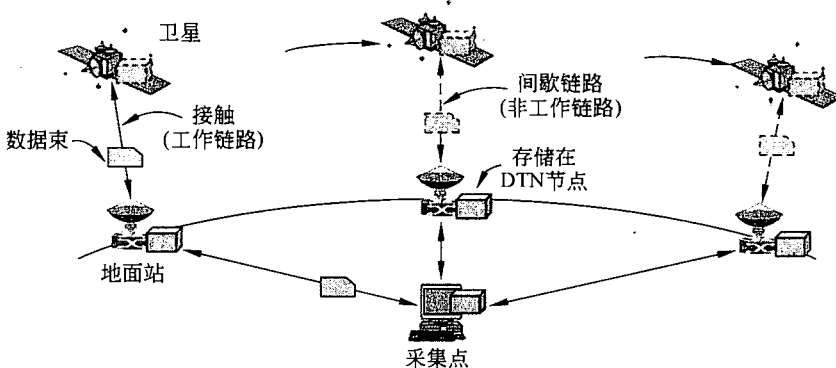 卫星
接触
(工作链路)
数据束
间歇链路
(非工作链路)
存储在
DTN节点
地面站
采集点